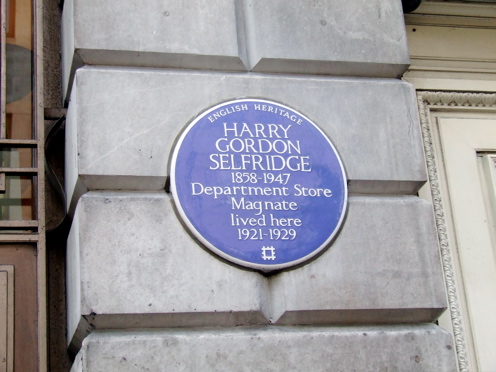 ENGLISH HERITAGE
HARRY
GORDON
SELFRIDGE
1858-1947
Department Store
Magnate
lived here
1921-1929